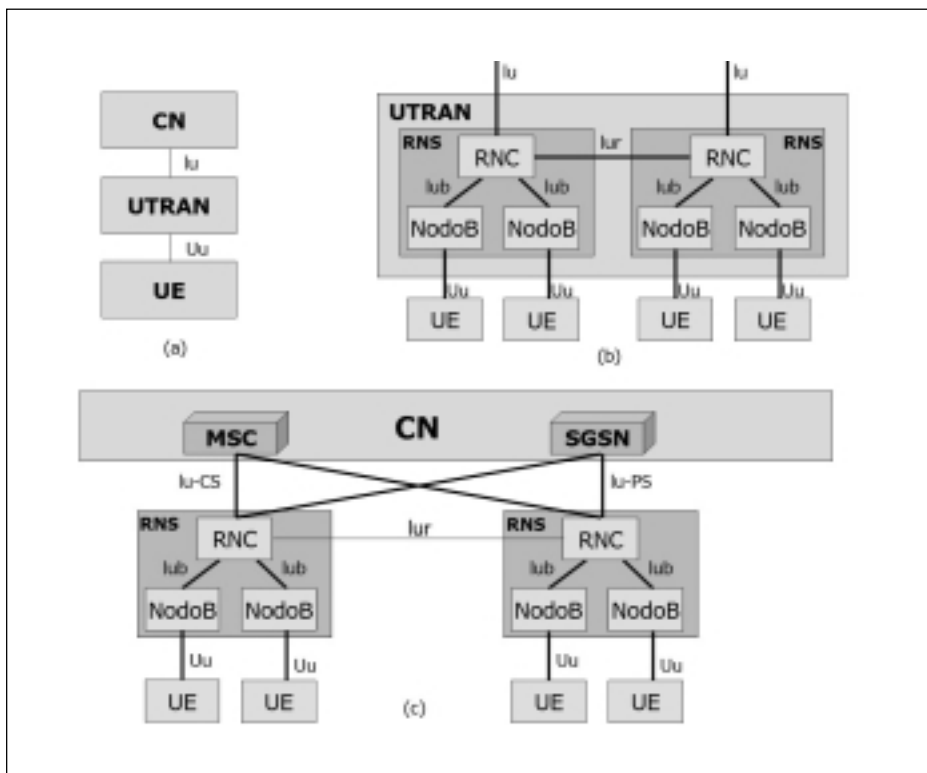 CN
Iu
UTRAN
Uu
UE
(a)
Iu Iu
UTRAN
RNS Iur RNS
RNC RNC
Iub Iub Iub Iub
NodoB NodoB NodoB NodoB
Uu Uu Uu Uu
UE UE UE UE
(b)
CN
MSC SGSN
Iu-CS Iu-PS
RNS RNS
RNC Iur RNC
Iub Iub Iub Iub
NodoB NodoB NodoB NodoB
Uu Uu Uu Uu
UE UE UE UE
(c)